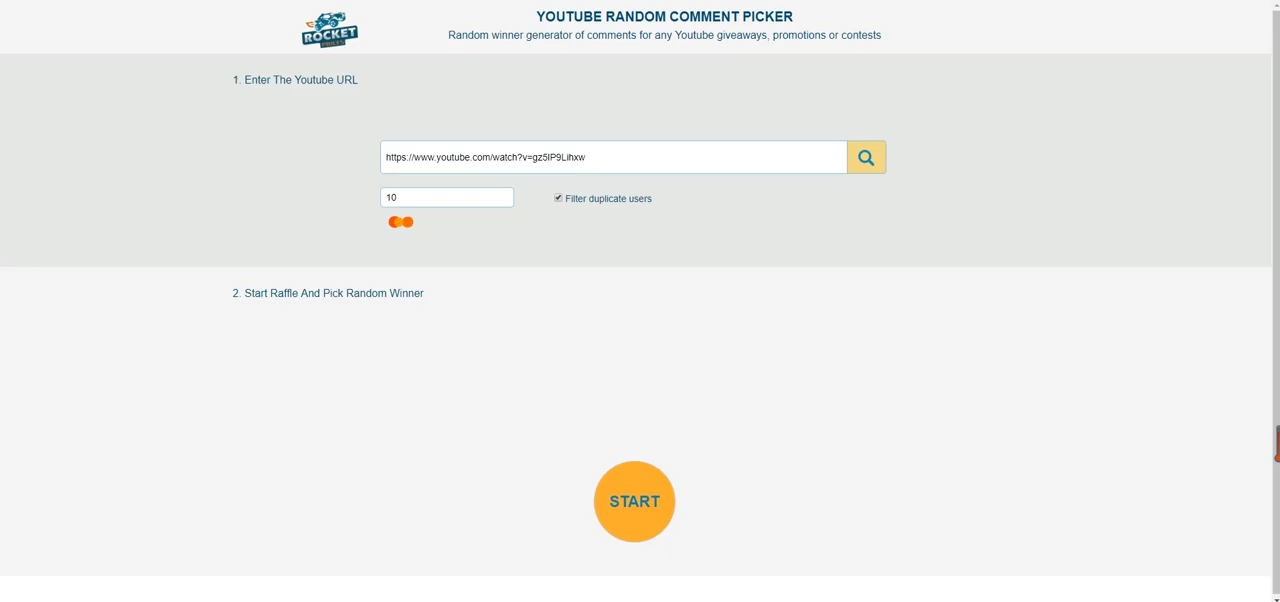 YOUTUBE RANDOM COMMENT PICKER
ROCKET
Random winner generator of comments for any Youtube giveaways, promotions or contests
1. Enter The Youtube URL
https://www.youtube.com/watch?v=gz5IP9Lihxw
10
Filter duplicate users
2. Start Raffle And Pick Random Winner
START